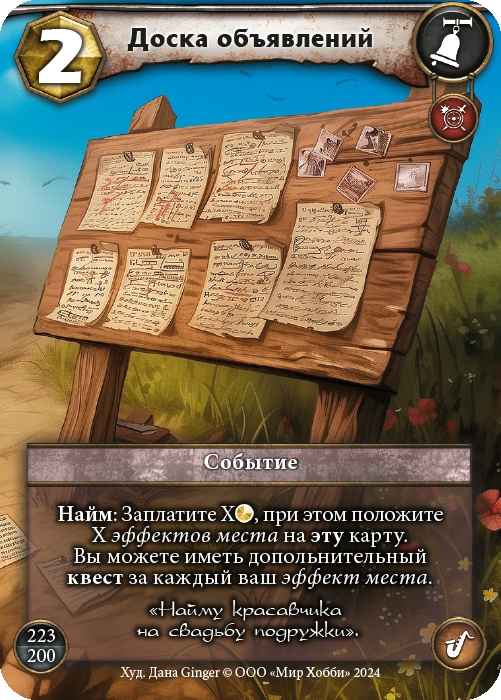 2
Доска объявлений
Событие
Найм: Заплатите X, при этом положите
X эффектов места на эту карту.
Вы можете иметь допольнительный
квест за каждый ваш эффект места.
«Найму красавчика
на свадьбу подружки».
223
200
Худ. Дана Ginger © ООО «Мир Хобби» 2024